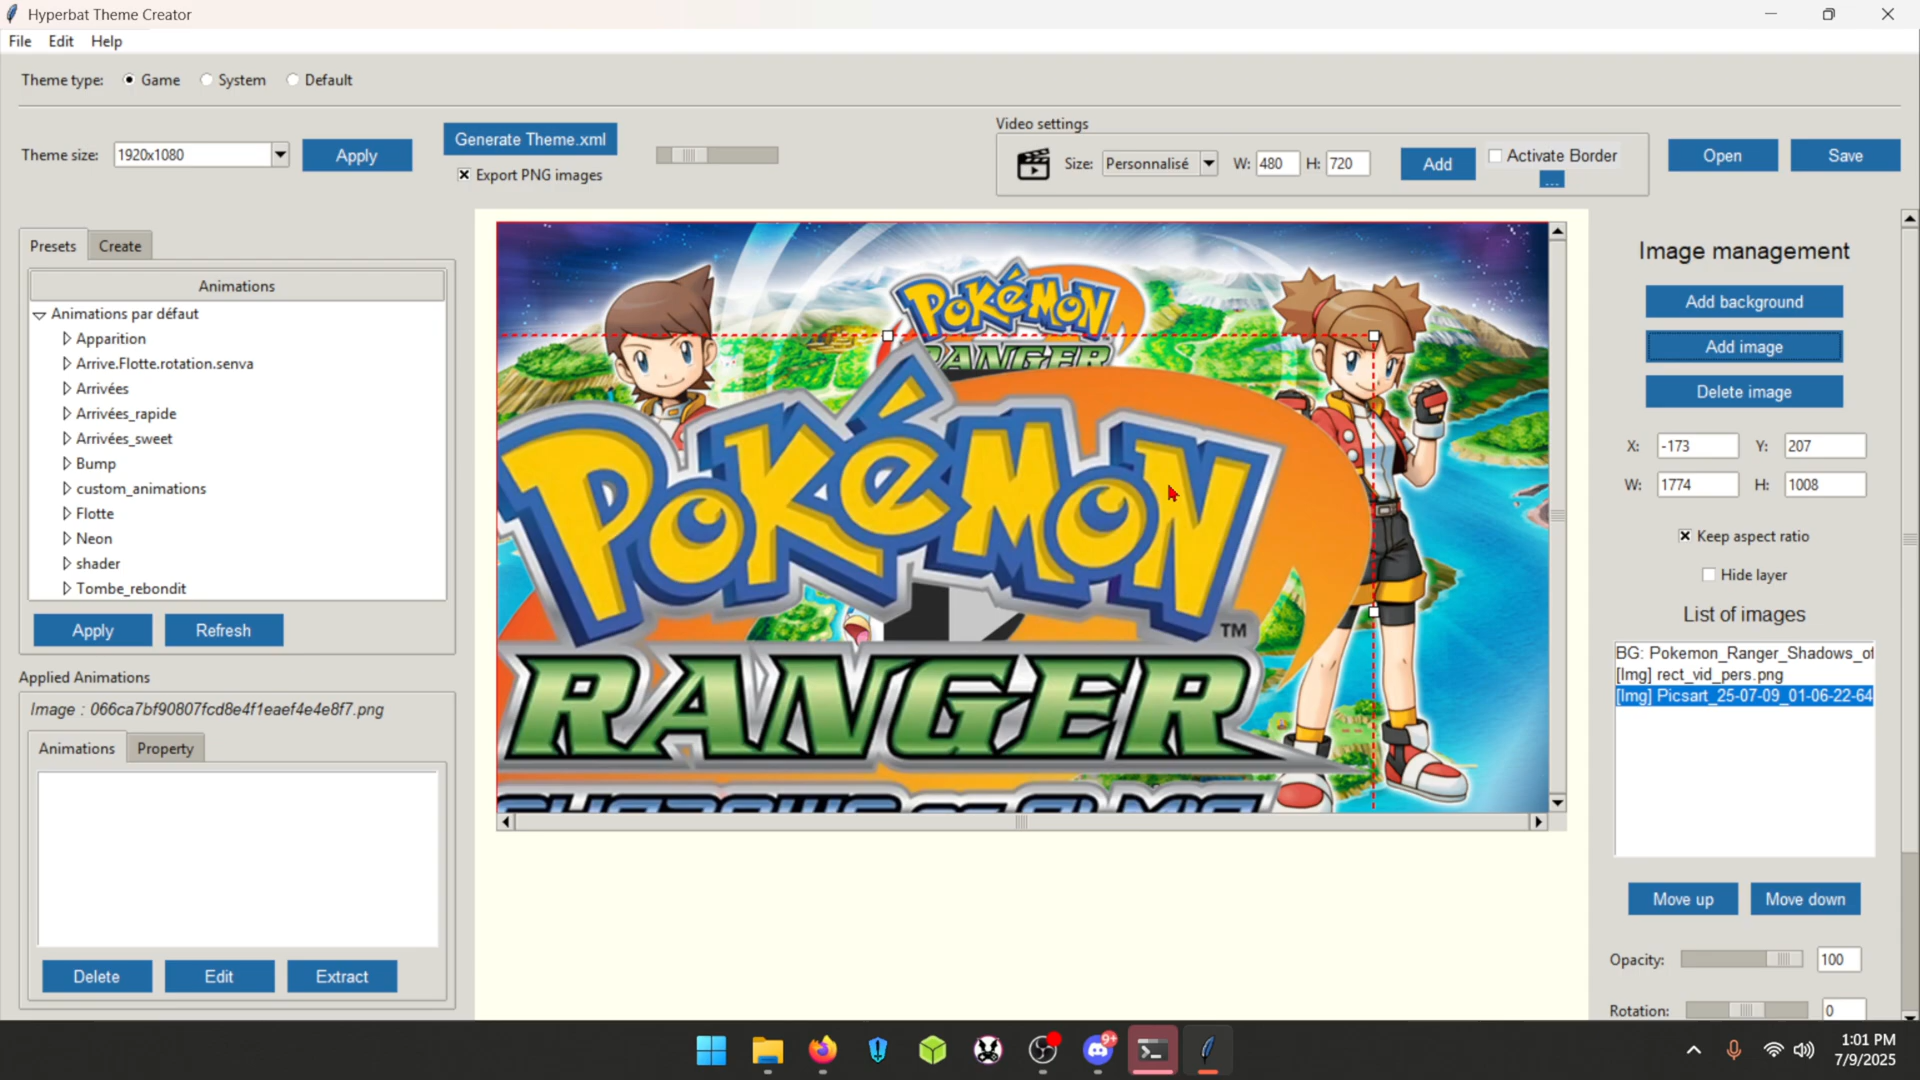 Hyperbat Theme Creator
File Edit Help
Theme type: Game System Default
Theme size: 1920x1080 Apply
Generate Theme.xml
Export PNG images
Video settings
Size: Personnalisé W: 480 H: 720 Add Activate Border
...
Open Save
Presets Create
Animations
Animations par défaut
Apparition
Arrive.Flotte.rotation.senva
Arrivées
Arrivées_rapide
Arrivées_sweet
Bump
custom_animations
Flotte
Neon
shader
Tombe_rebondit
Apply Refresh
Applied Animations
Image : 066ca7bf90807fcd8e4f1eaef4e4e8f7.png
Animations Property
Delete Edit Extract
POKéMON
RANGER
POKéMON
TM
RANGER
SHADOWS OF ALMIA
Image management
Add background
Add image
Delete image
X: -173 Y: 207
W: 1774 H: 1008
Keep aspect ratio
Hide layer
List of images
BG: Pokemon_Ranger_Shadows_of
[Img] rect_vid_pers.png
[Img] Picsart_25-07-09_01-06-22-64
Move up Move down
Opacity: 100
Rotation: 0
9+
1:01 PM
7/9/2025